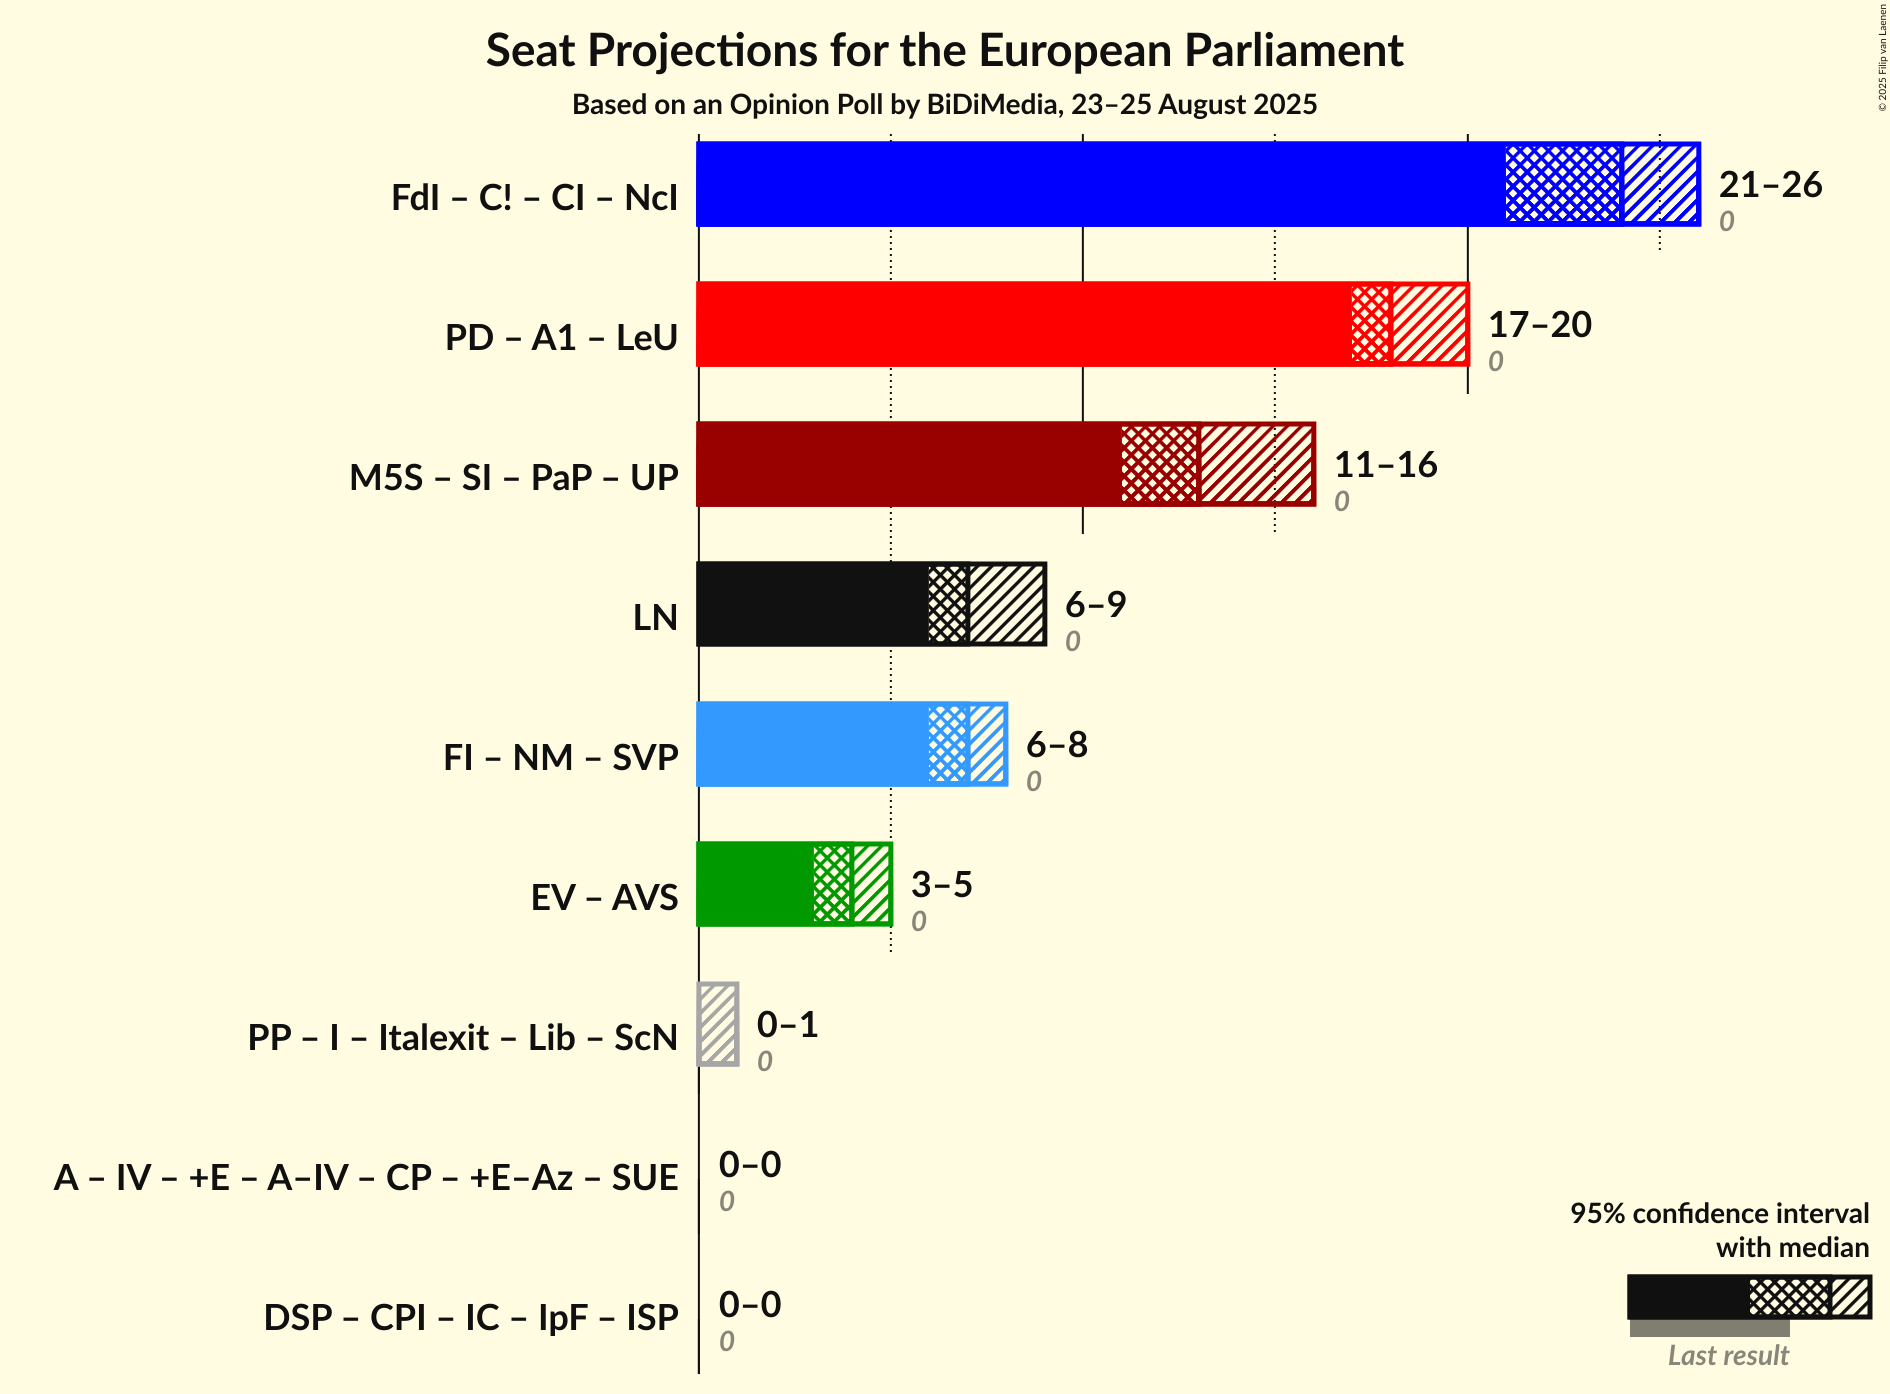 Seat Projections for the European Parliament
Based on an Opinion Poll by BiDiMedia, 23–25 August 2025
© 2025 Filip van Laenen
FdI – C! – CI – NcI
21–26
0
PD – A1 – LeU
17–20
0
M5S – SI – PaP – UP
11–16
0
LN
6–9
0
FI – NM – SVP
6–8
0
EV – AVS
3–5
0
PP – I – Italexit – Lib – ScN
0–1
0
A – IV – +E – A–IV – CP – +E–Az – SUE
0–0
0
DSP – CPI – IC – IpF – ISP
0–0
0
95% confidence interval
with median
Last result